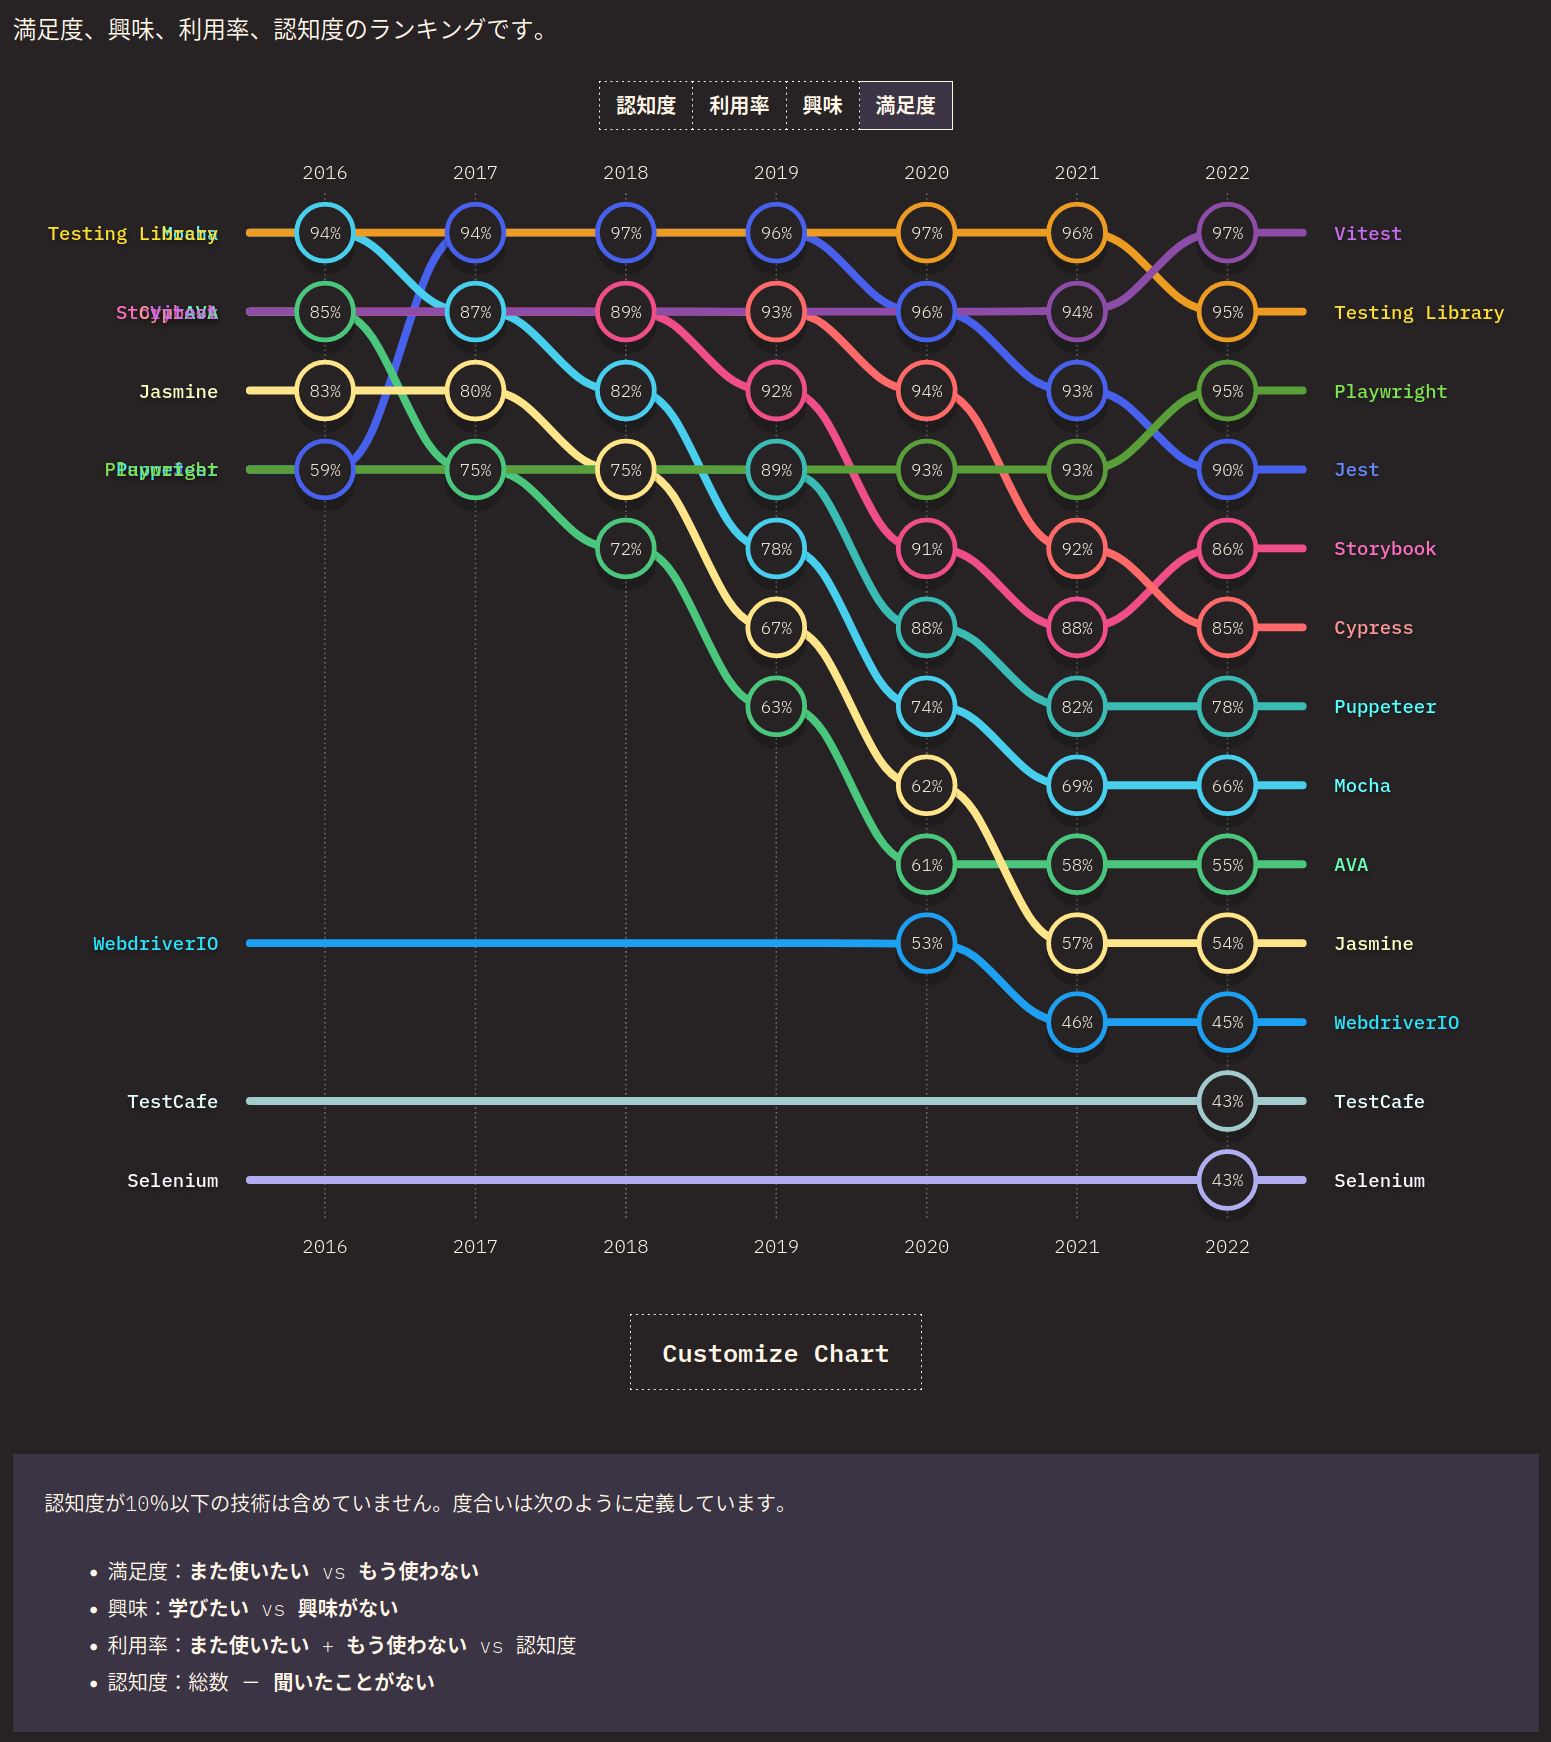 満足度、興味、利用率、認知度のランキングです。
認知度 利用率 興味 満足度
2016 2017 2018 2019 2020 2021 2022
Testing Library Mocha 94% 94% 97% 96% 97% 96% 97% Vitest
Storybook Cypress Vitest AVA 85% 87% 89% 93% 96% 94% 95% Testing Library
Jasmine 83% 80% 82% 92% 94% 93% 95% Playwright
Playwright Puppeteer 59% 75% 75% 89% 93% 93% 90% Jest
72% 78% 91% 92% 86% Storybook
67% 88% 88% 85% Cypress
63% 74% 82% 78% Puppeteer
62% 69% 66% Mocha
61% 58% 55% AVA
WebdriverIO 53% 57% 54% Jasmine
46% 45% WebdriverIO
TestCafe 43% TestCafe
Selenium 43% Selenium
2016 2017 2018 2019 2020 2021 2022
Customize Chart
認知度が10%以下の技術は含めていません。度合いは次のように定義しています。
• 満足度：また使いたい vs もう使わない
• 興味：学びたい vs 興味がない
• 利用率：また使いたい + もう使わない vs 認知度
• 認知度：総数 － 聞いたことがない